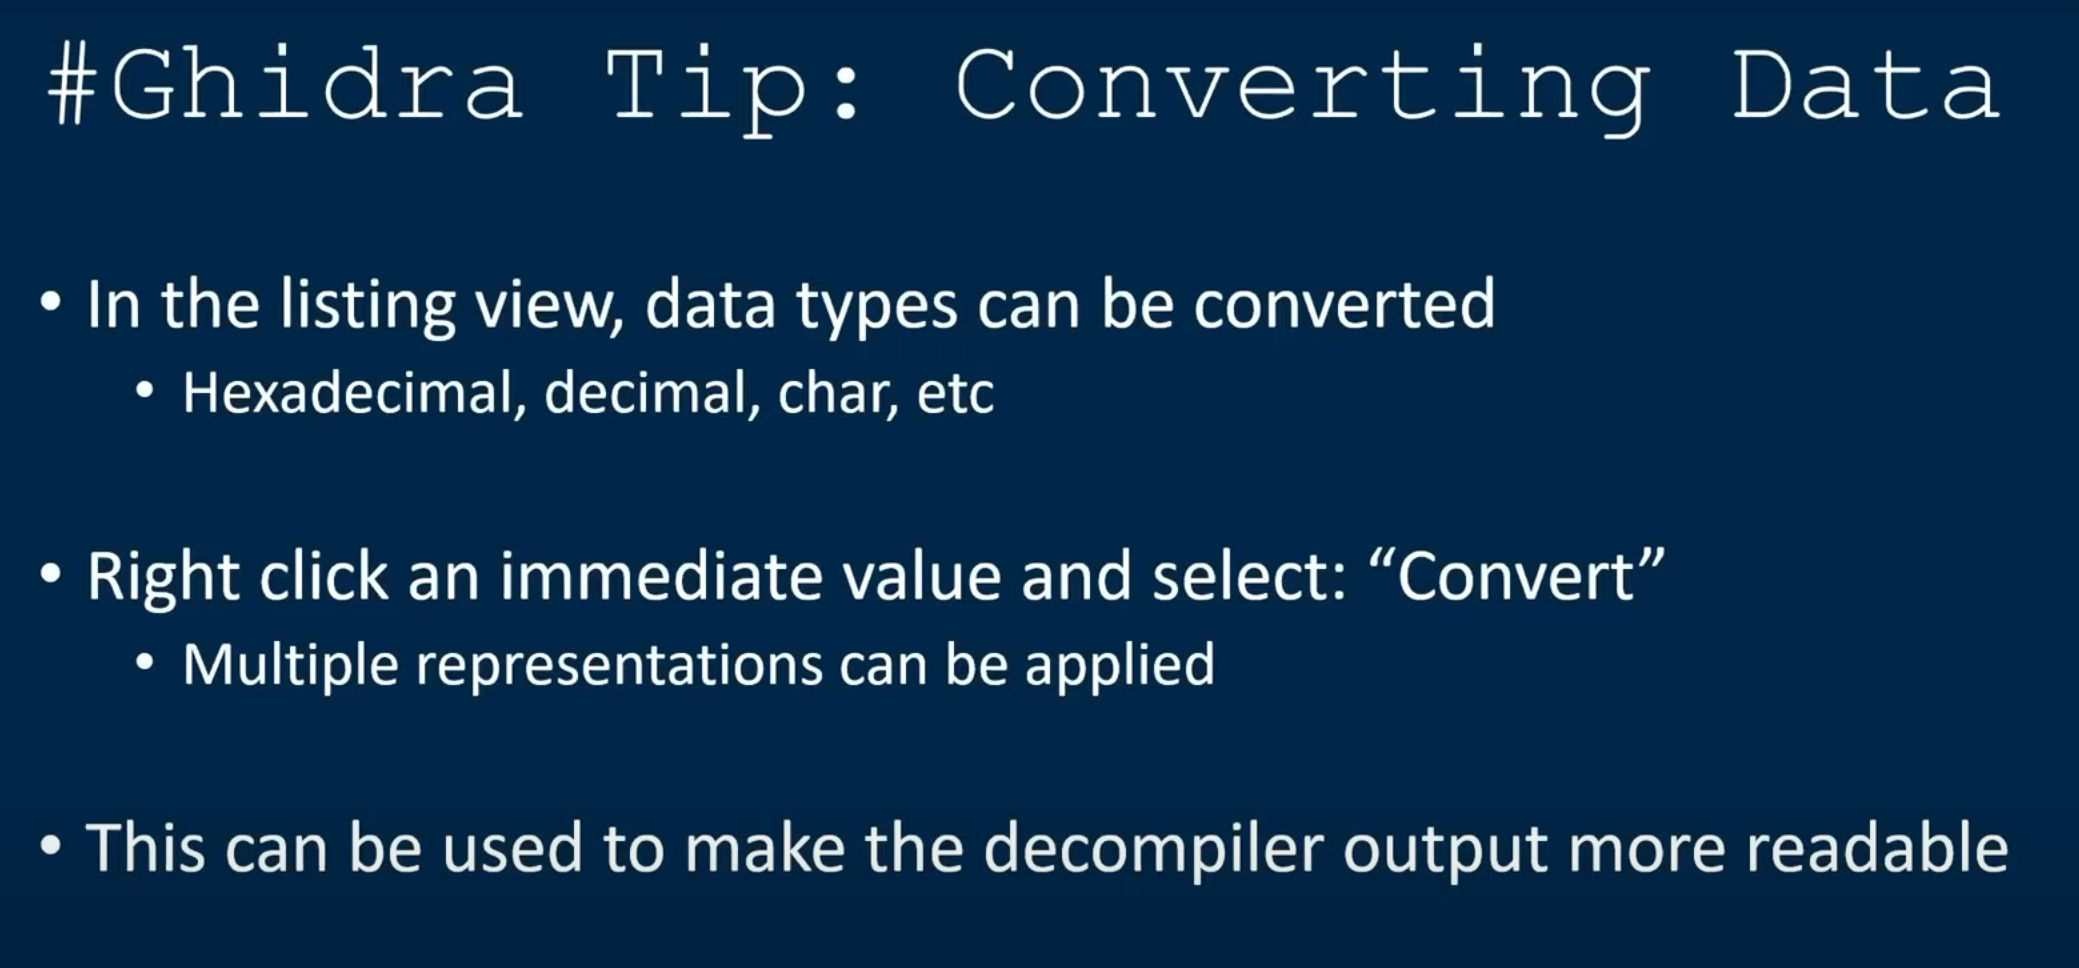 #Ghidra Tip: Converting Data
• In the listing view, data types can be converted
• Hexadecimal, decimal, char, etc
• Right click an immediate value and select: “Convert”
• Multiple representations can be applied
• This can be used to make the decompiler output more readable